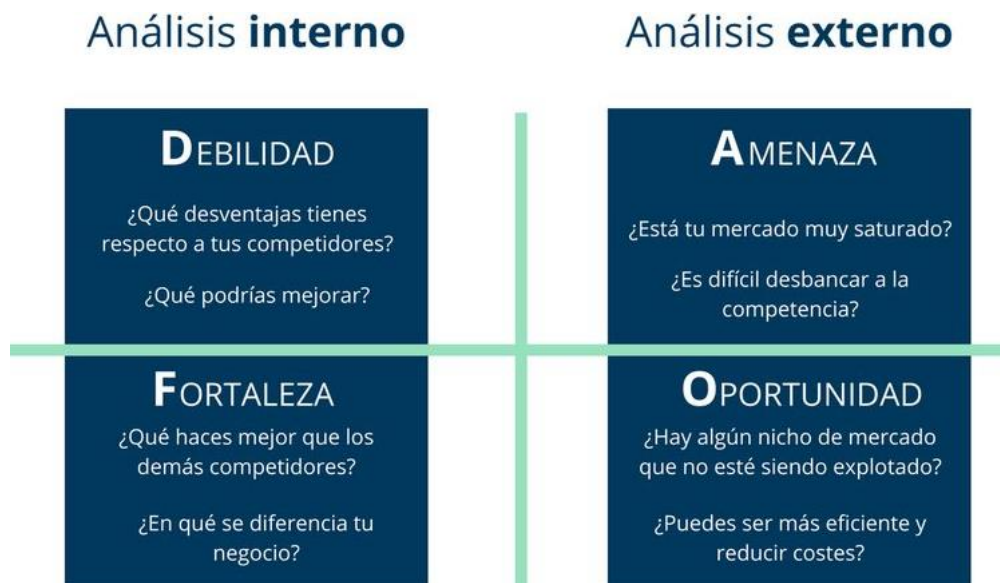 Análisis interno
Análisis externo
DEBILIDAD
¿Qué desventajas tienes
respecto a tus competidores?
¿Qué podrías mejorar?
AMENAZA
¿Está tu mercado muy saturado?
¿Es difícil desbancar a la
competencia?
FORTALEZA
¿Qué haces mejor que los
demás competidores?
¿En qué se diferencia tu
negocio?
OPORTUNIDAD
¿Hay algún nicho de mercado
que no esté siendo explotado?
¿Puedes ser más eficiente y
reducir costes?